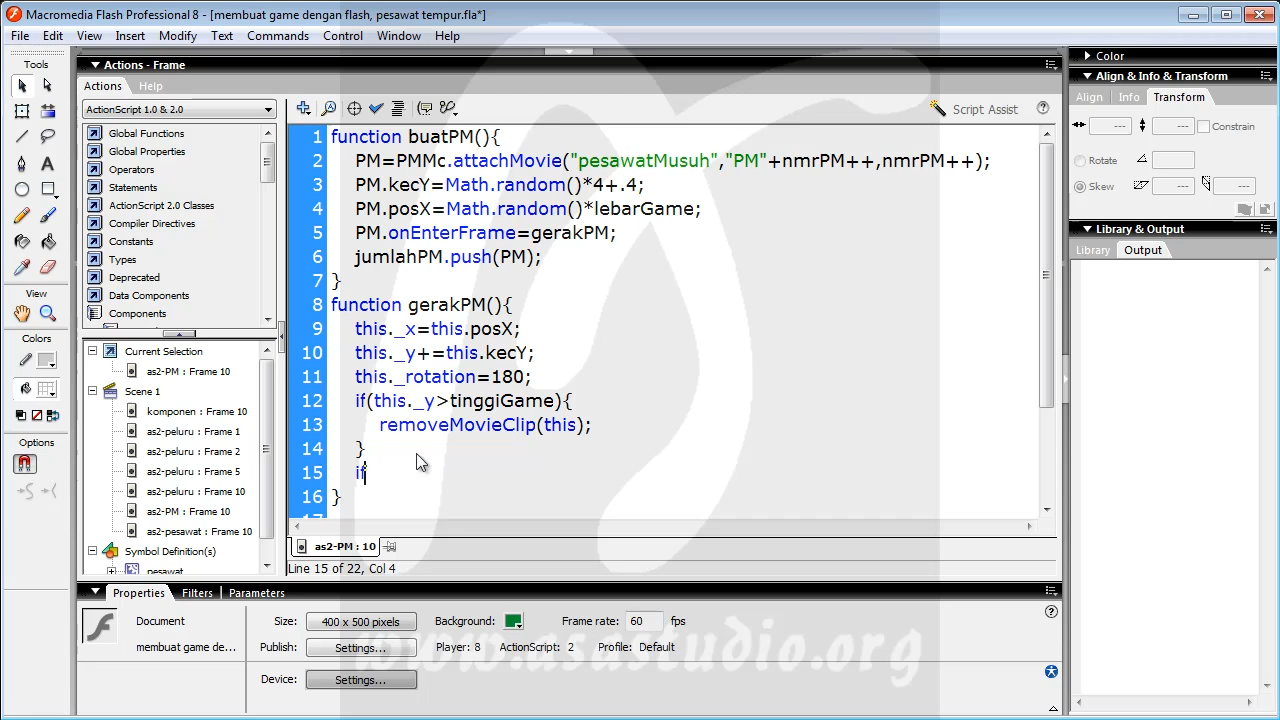 Macromedia Flash Professional 8 - [membuat game dengan flash, pesawat tempur.fla*]
File Edit View Insert Modify Text Commands Control Window Help
Tools
View
Colors
Options
Actions - Frame
Actions Help
ActionScript 1.0 & 2.0
Script Assist
Global Functions
Global Properties
Operators
Statements
ActionScript 2.0 Classes
Compiler Directives
Constants
Types
Deprecated
Data Components
Components
Current Selection
as2-PM : Frame 10
Scene 1
komponen : Frame 10
as2-peluru : Frame 1
as2-peluru : Frame 2
as2-peluru : Frame 5
as2-peluru : Frame 10
as2-PM : Frame 10
as2-pesawat : Frame 10
Symbol Definition(s)
pesawat
1 function buatPM(){
2 PM=PMMc.attachMovie("pesawatMusuh","PM"+nmrPM++,nmrPM++);
3 PM.kecY=Math.random()*4+.4;
4 PM.posX=Math.random()*lebarGame;
5 PM.onEnterFrame=gerakPM;
6 jumlahPM.push(PM);
7 }
8 function gerakPM(){
9 this._x=this.posX;
10 this._y+=this.kecY;
11 this._rotation=180;
12 if(this._y>tinggiGame){
13 removeMovieClip(this);
14 }
15 if
16 }
17
as2-PM : 10
Line 15 of 22, Col 4
Color
Align & Info & Transform
Align Info Transform
Constrain
Rotate
Skew
Library & Output
Library Output
Properties Filters Parameters
Document
membuat game de...
Size: 400 x 500 pixels Background: Frame rate: 60 fps
Publish: Settings... Player: 8 ActionScript: 2 Profile: Default
Device: Settings...
www.asastudio.org